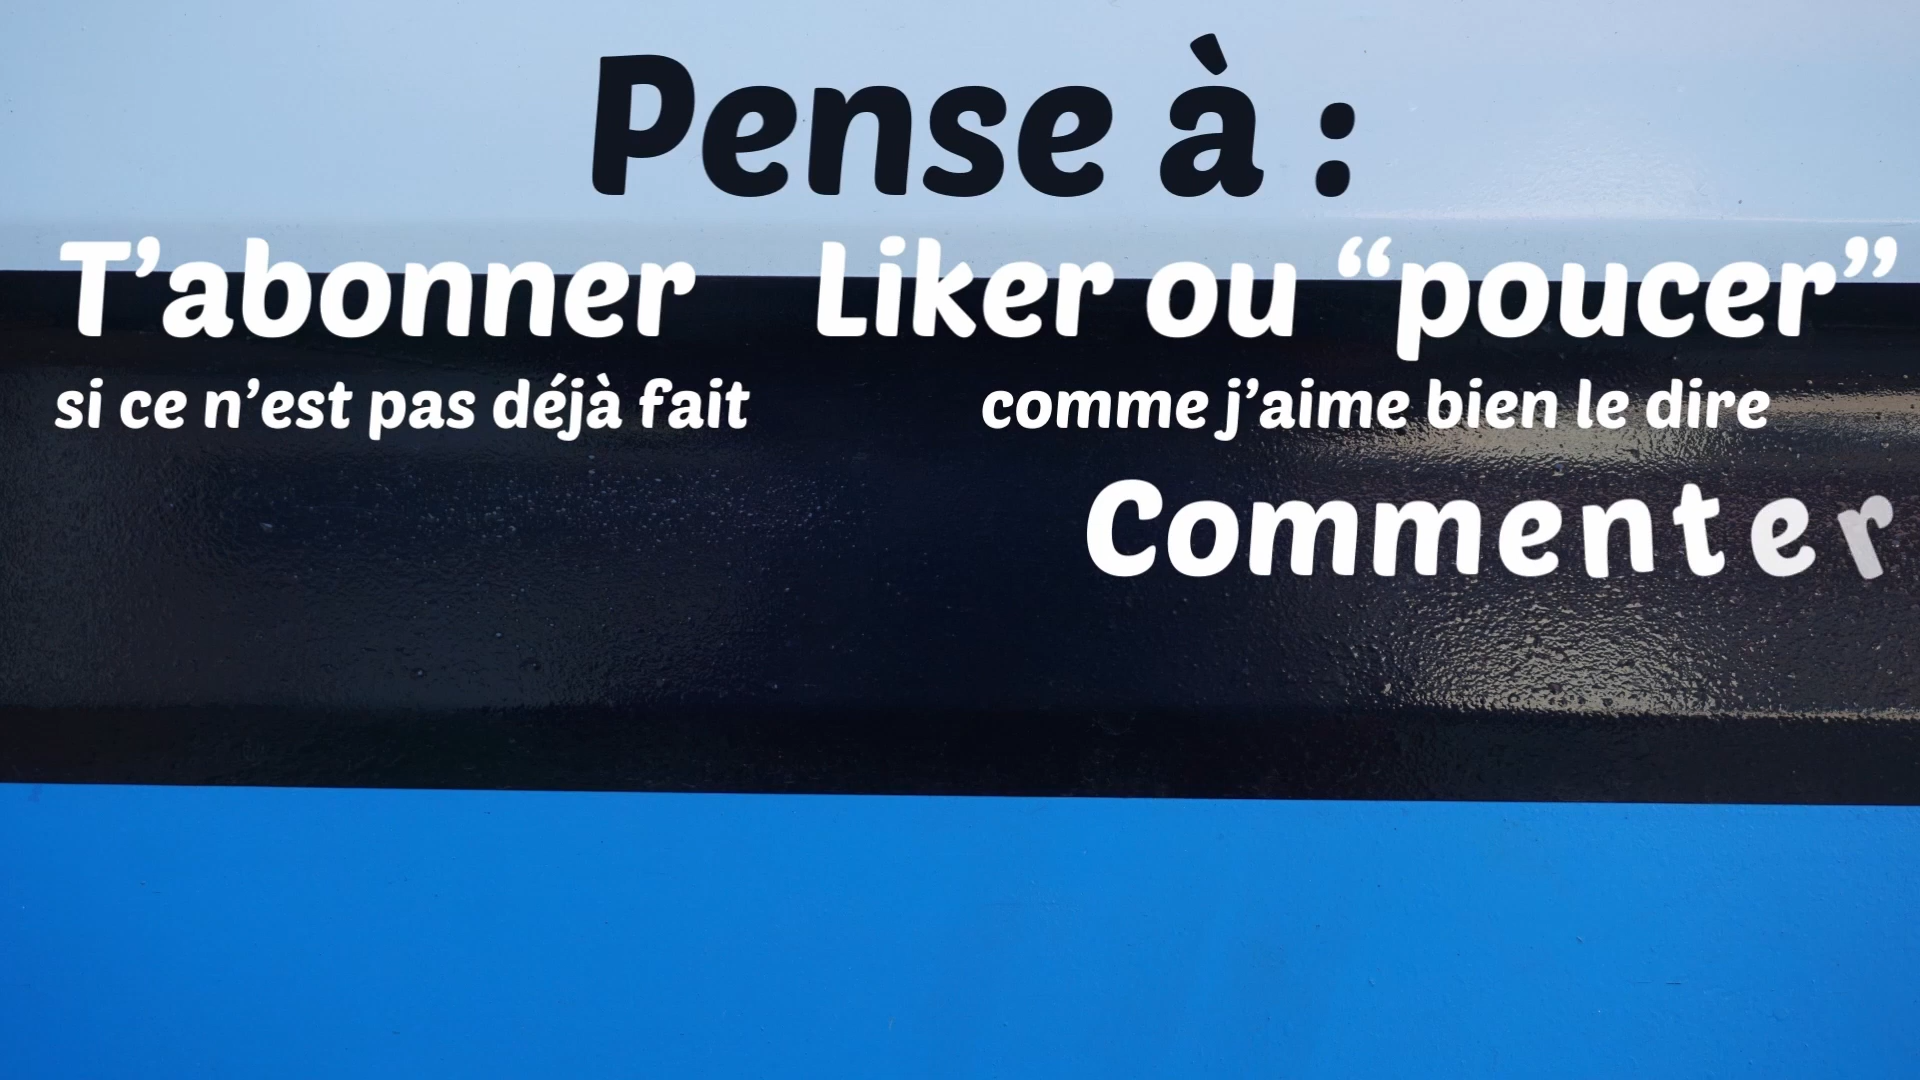 Pense à :
T’abonner
si ce n’est pas déjà fait
Liker ou “poucer”
comme j’aime bien le dire
Commenter